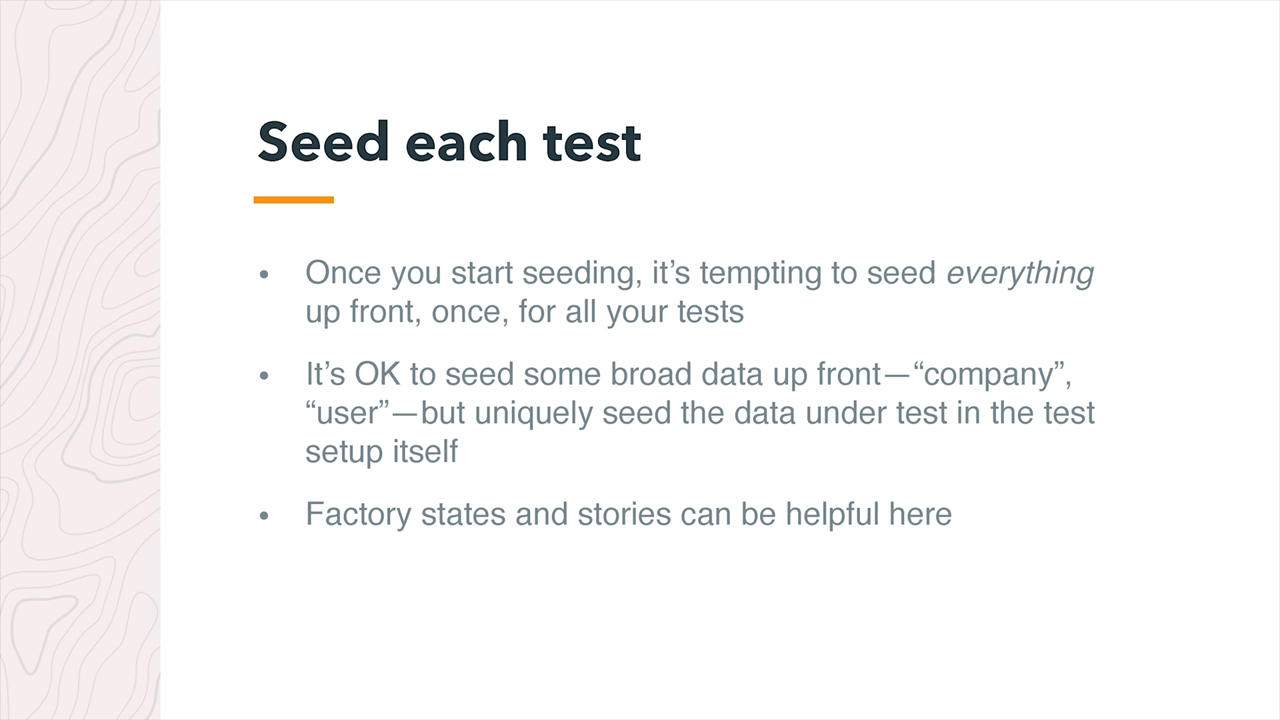 Seed each test
• Once you start seeding, it’s tempting to seed everything
up front, once, for all your tests
• It’s OK to seed some broad data up front—“company”,
“user”—but uniquely seed the data under test in the test
setup itself
• Factory states and stories can be helpful here